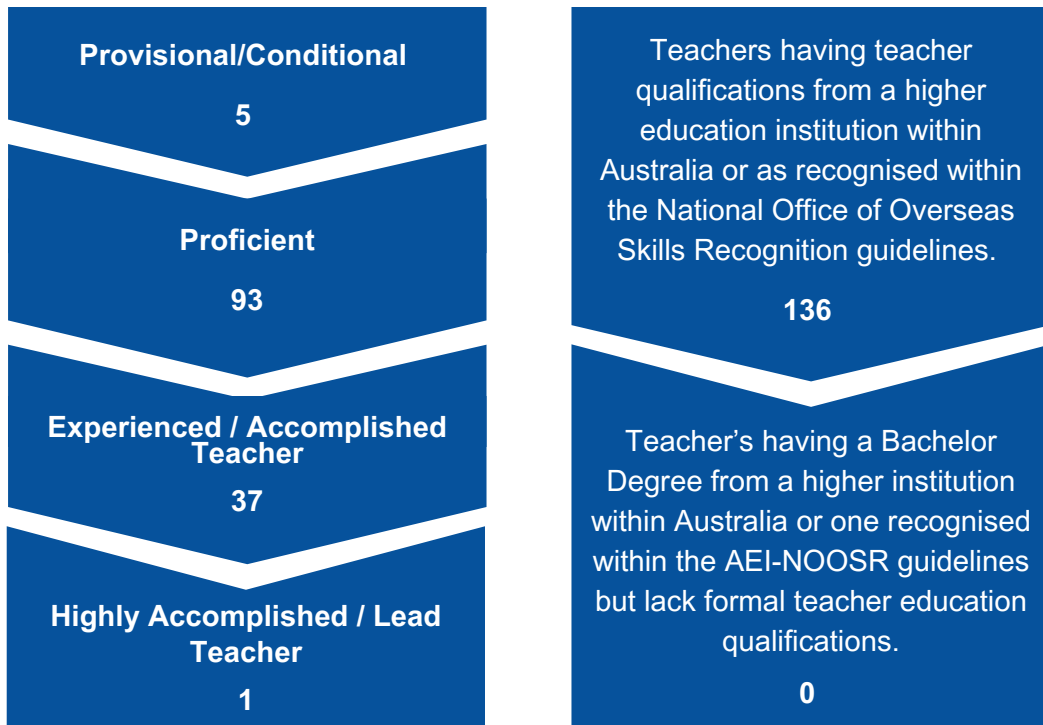 Provisional/Conditional
5
Proficient
93
Experienced / Accomplished
Teacher
37
Highly Accomplished / Lead
Teacher
1
Teachers having teacher
qualifications from a higher
education institution within
Australia or as recognised within
the National Office of Overseas
Skills Recognition guidelines.
136
Teacher’s having a Bachelor
Degree from a higher institution
within Australia or one recognised
within the AEI-NOOSR guidelines
but lack formal teacher education
qualifications.
0